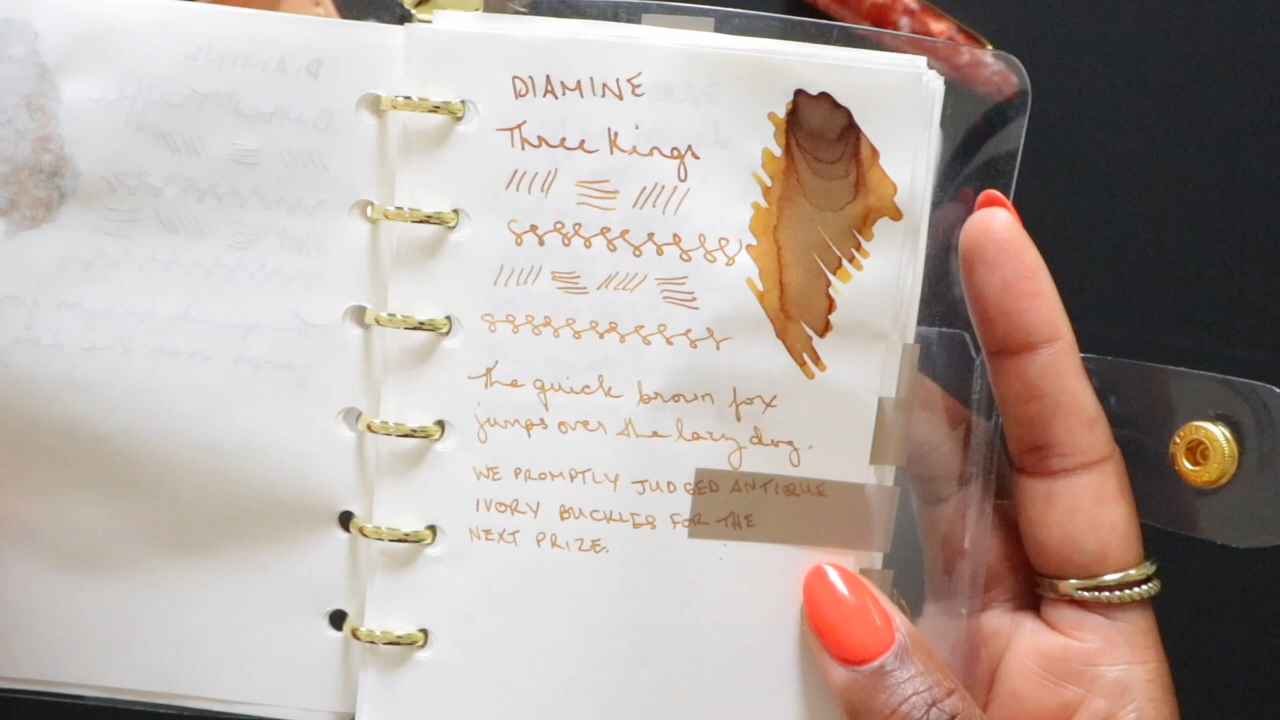 DIAMINE
Three Kings
the quick brown fox
jumps over the lazy dog.
WE PROMPTLY JUDGED ANTIQUE
IVORY BUCKLES FOR THE
NEXT PRIZE.